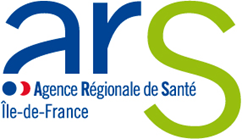 ars
Agence Régionale de Santé
Île-de-France